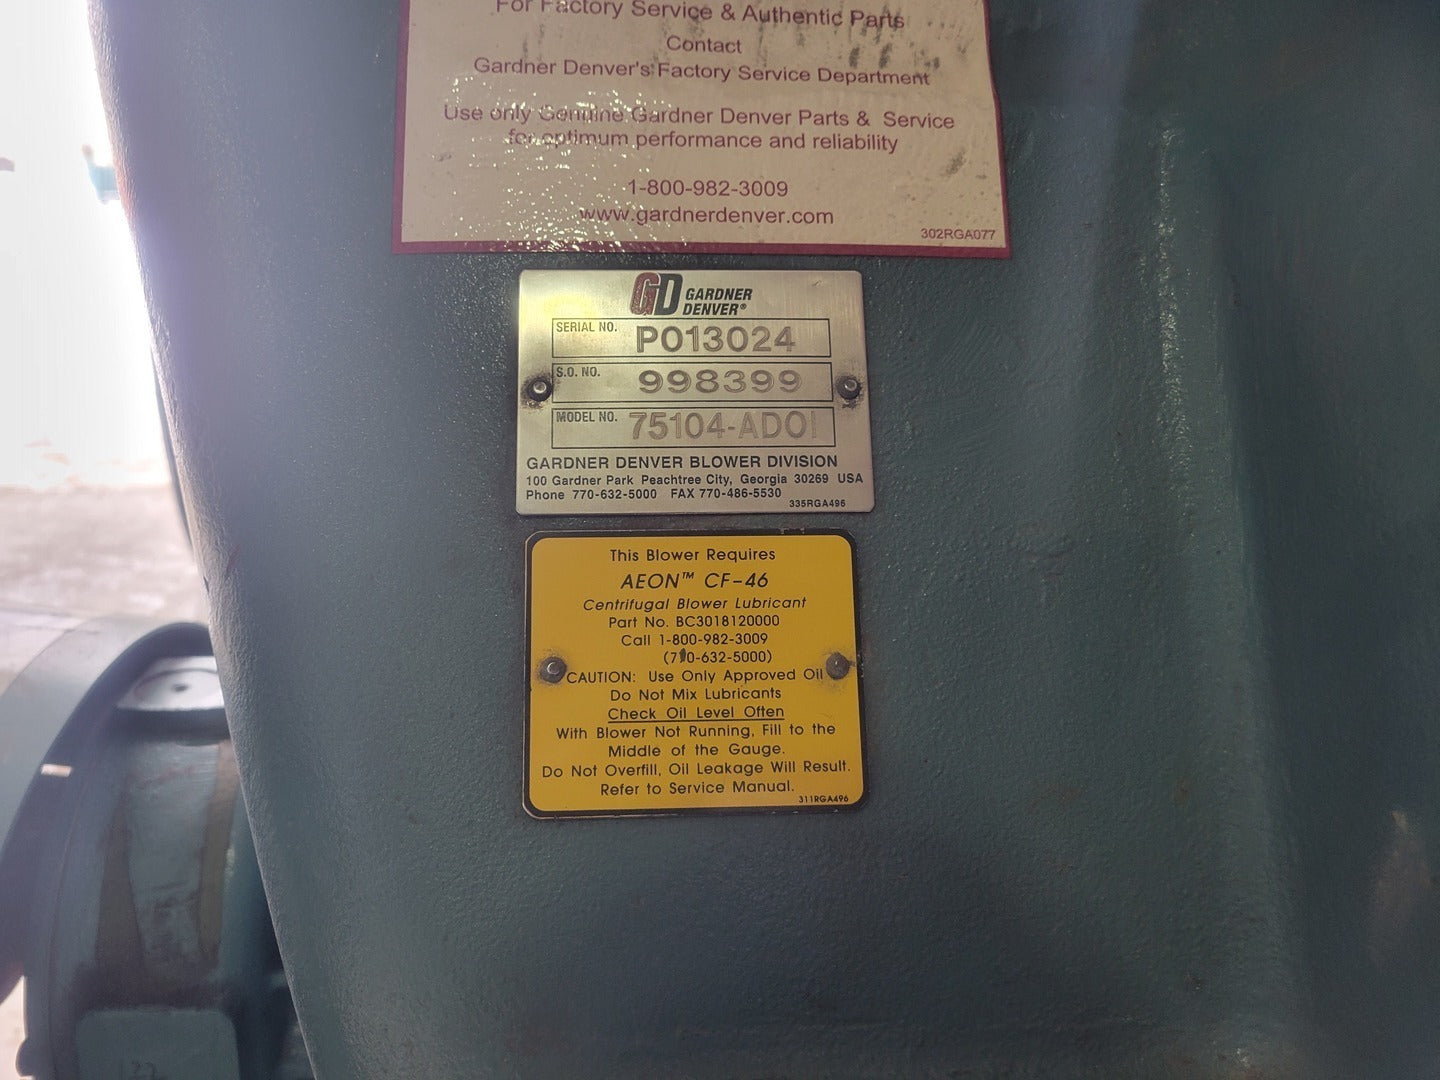 For Factory Service & Authentic Parts
Contact
Gardner Denver's Factory Service Department
Use only Genuine Gardner Denver Parts & Service
for optimum performance and reliability
1-800-982-3009
www.gardnerdenver.com
302RGA077
GD GARDNER
DENVER®
SERIAL NO. P013024
S.O. NO. 998399
MODEL NO. 75104-AD01
GARDNER DENVER BLOWER DIVISION
100 Gardner Park Peachtree City, Georgia 30269 USA
Phone 770-632-5000 FAX 770-486-5530
335RGA496
This Blower Requires
AEON™ CF-46
Centrifugal Blower Lubricant
Part No. BC3018120000
Call 1-800-982-3009
(770-632-5000)
CAUTION: Use Only Approved Oil
Do Not Mix Lubricants
Check Oil Level Often
With Blower Not Running, Fill to the
Middle of the Gauge.
Do Not Overfill, Oil Leakage Will Result.
Refer to Service Manual.
311RGA496